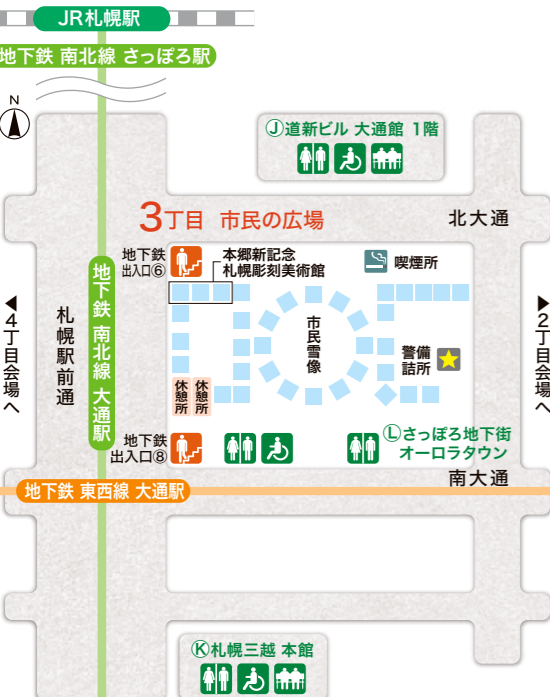 JR札幌駅
地下鉄 南北線 さっぽろ駅
N
Ⓙ道新ビル 大通館 1階
3丁目 市民の広場
北大通
地下鉄
出入口⑥
本郷新記念
札幌彫刻美術館
喫煙所
地下鉄 南北線 大通駅
札幌駅前通
◀4丁目会場へ
▶2丁目会場へ
市民雪像
警備
詰所
休憩所
休憩所
地下鉄
出入口⑧
Ⓛさっぽろ地下街
オーロラタウン
南大通
地下鉄 東西線 大通駅
Ⓚ札幌三越 本館